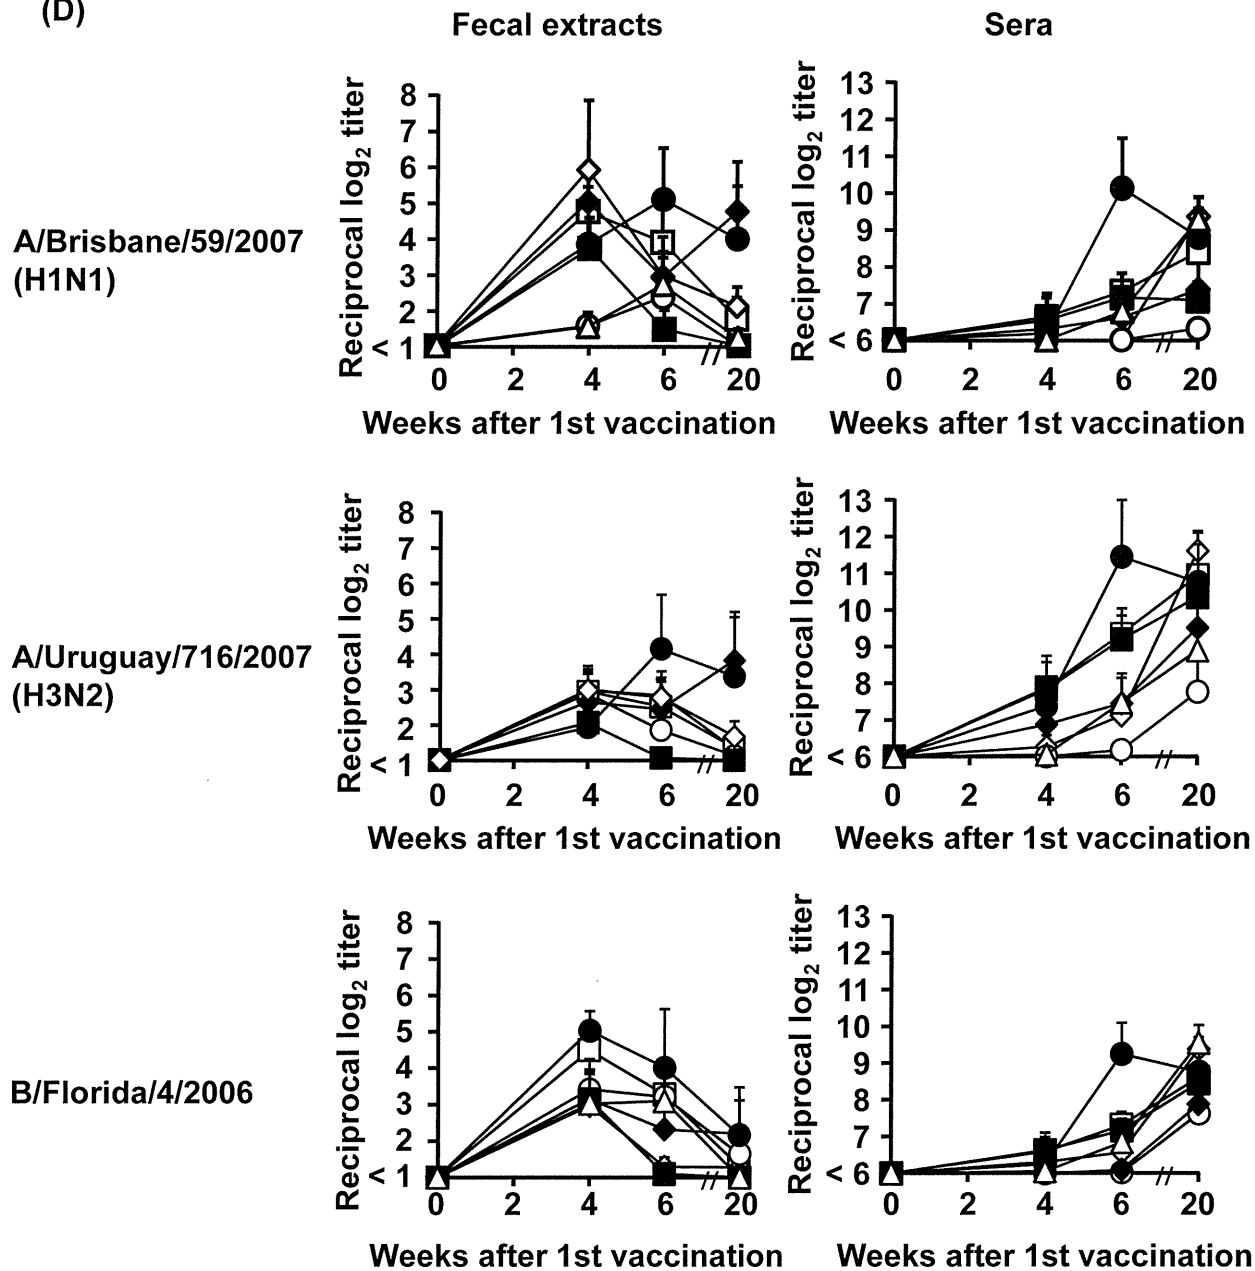 (D)
Fecal extracts
Sera
A/Brisbane/59/2007
(H1N1)
Reciprocal log2 titer
8
7
6
5
4
3
2
< 1
0 2 4 6 // 20
Weeks after 1st vaccination
Reciprocal log2 titer
13
12
11
10
9
8
7
< 6
0 2 4 6 // 20
Weeks after 1st vaccination
A/Uruguay/716/2007
(H3N2)
Reciprocal log2 titer
8
7
6
5
4
3
2
< 1
0 2 4 6 // 20
Weeks after 1st vaccination
Reciprocal log2 titer
13
12
11
10
9
8
7
< 6
0 2 4 6 // 20
Weeks after 1st vaccination
B/Florida/4/2006
Reciprocal log2 titer
8
7
6
5
4
3
2
< 1
0 2 4 6 // 20
Weeks after 1st vaccination
Reciprocal log2 titer
13
12
11
10
9
8
7
< 6
0 2 4 6 // 20
Weeks after 1st vaccination